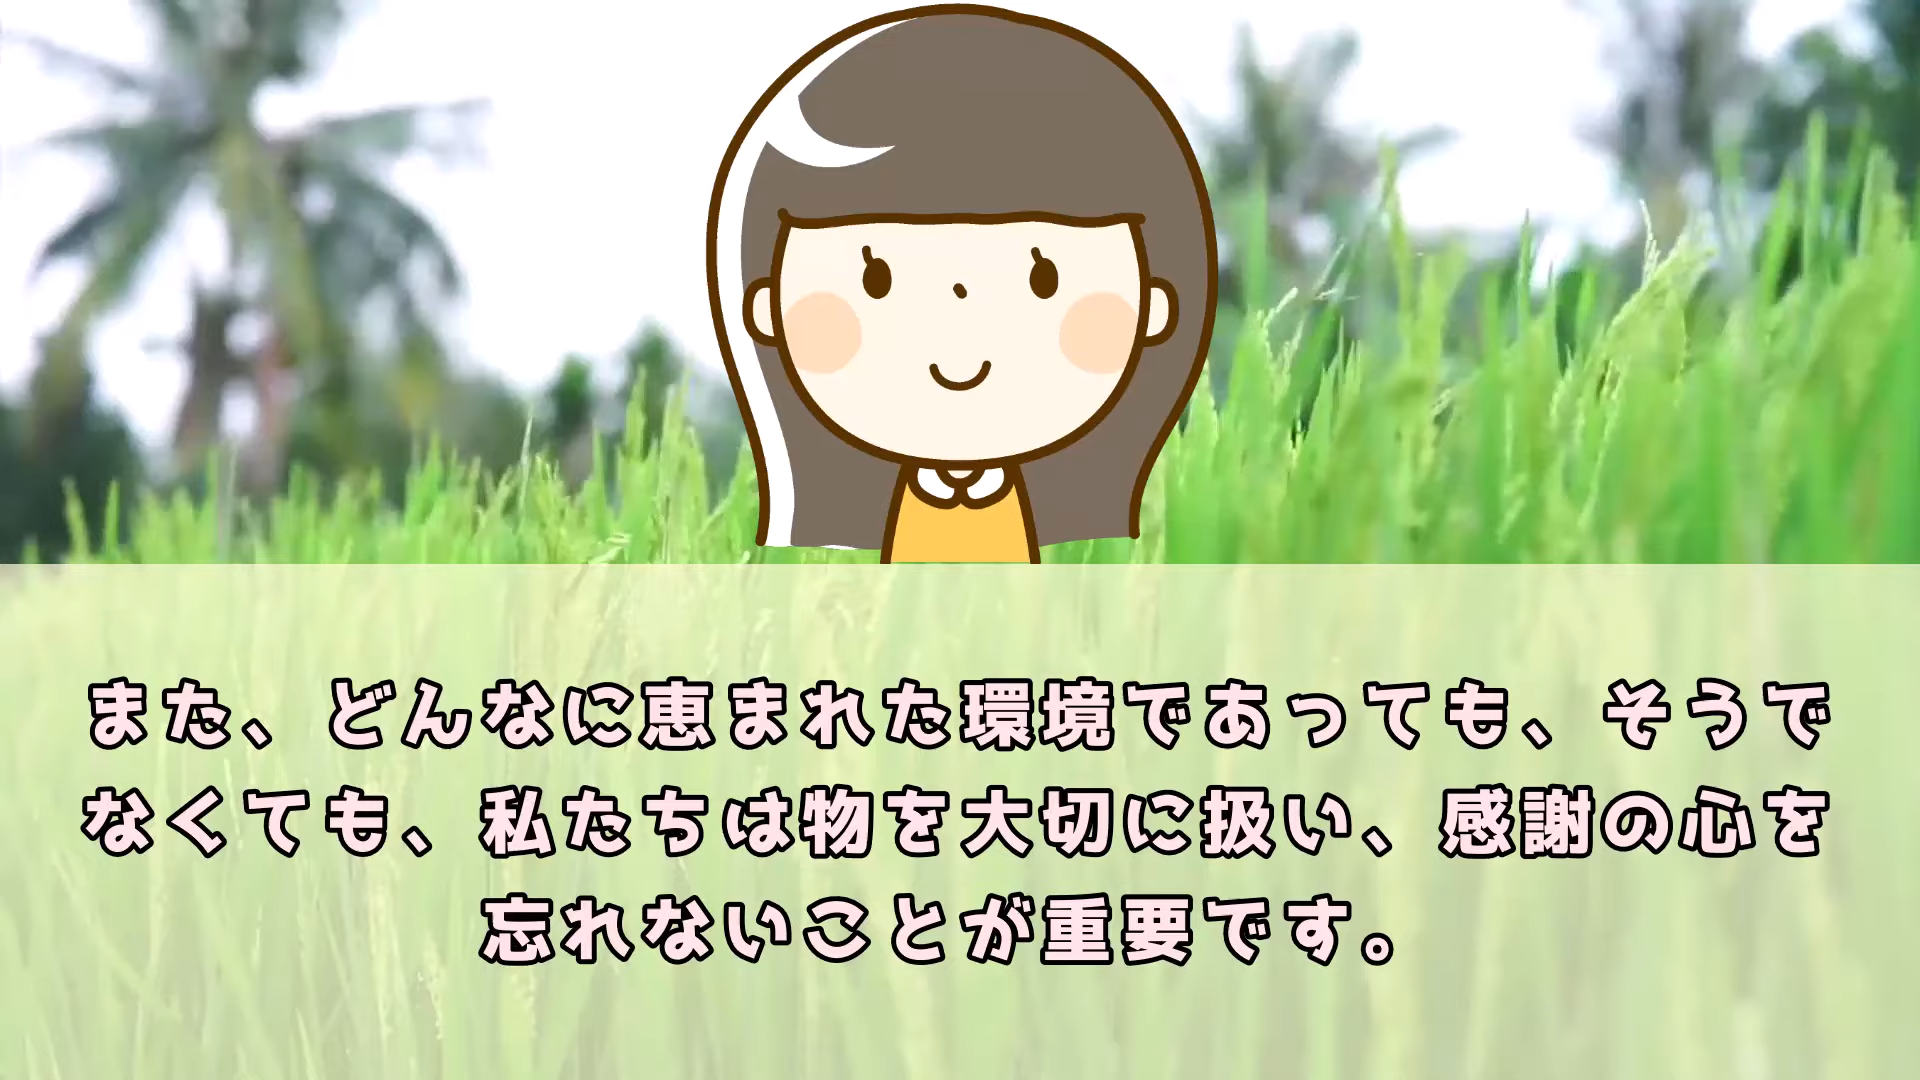 また、どんなに恵まれた環境であっても、そうで
なくても、私たちは物を大切に扱い、感謝の心を
忘れないことが重要です。